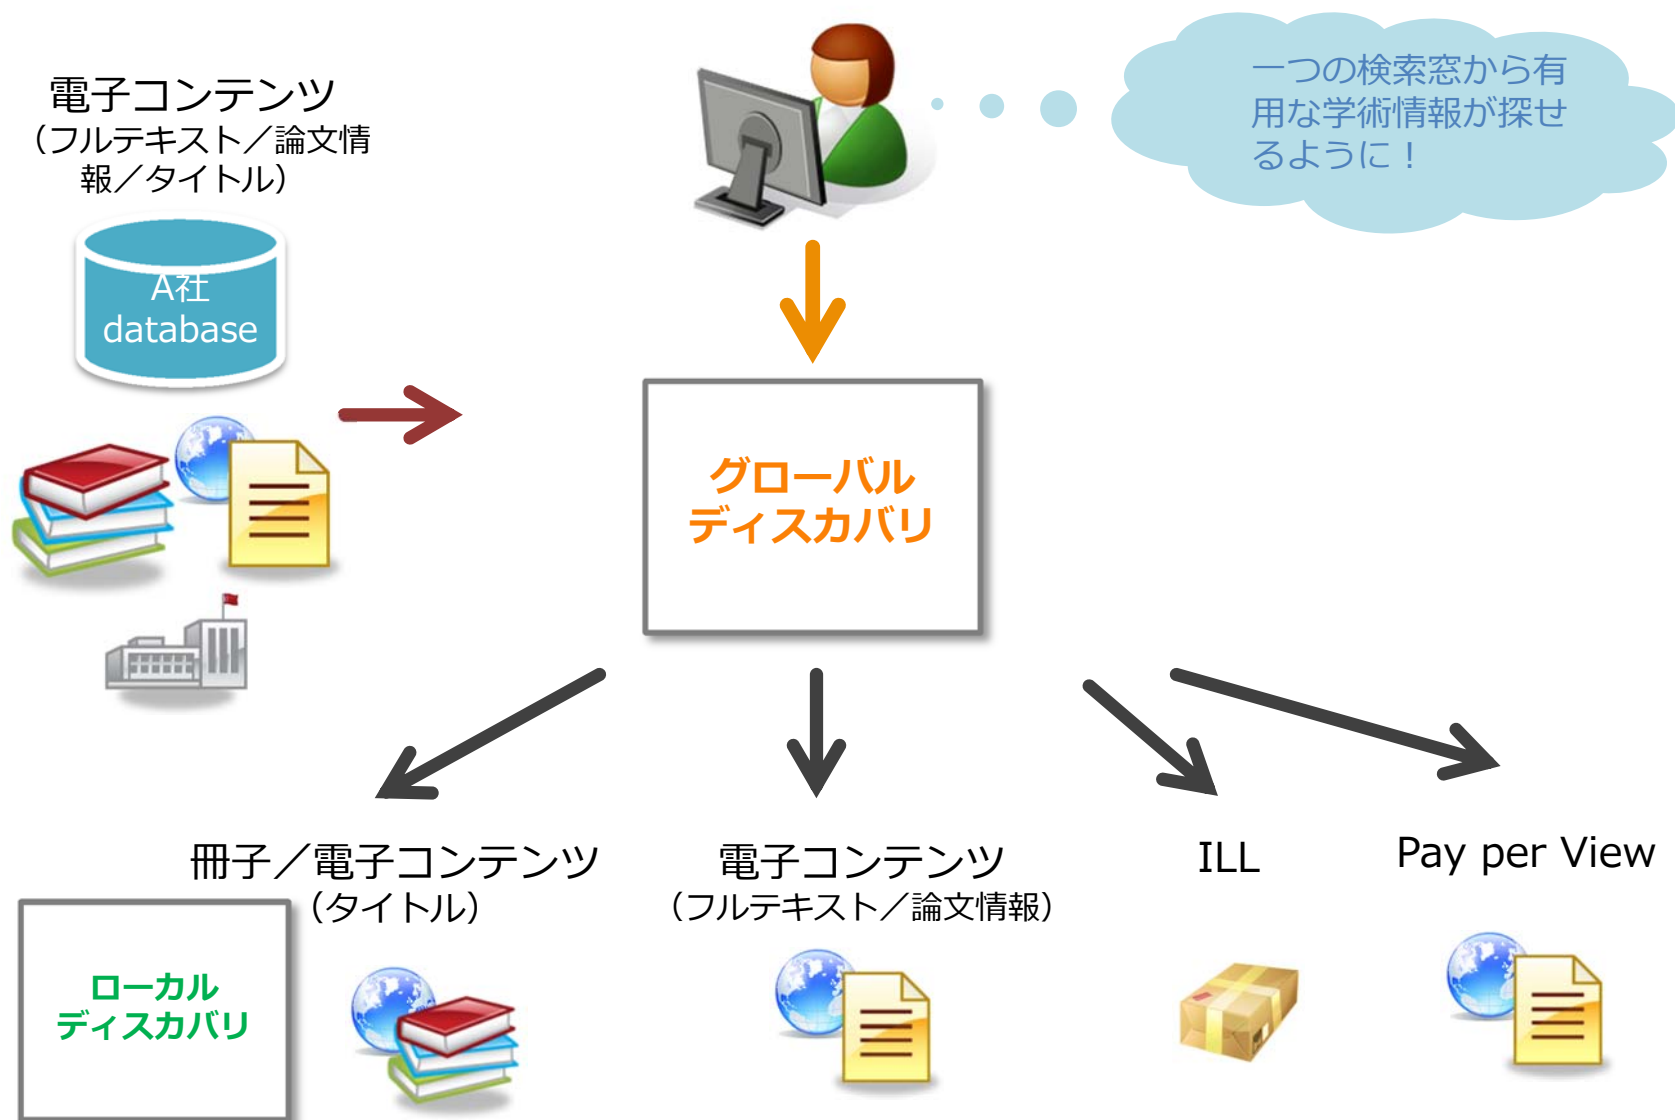 電子コンテンツ
（フルテキスト／論文情
報／タイトル）
A社
database
一つの検索窓から有
用な学術情報が探せ
るように！
グローバル
ディスカバリ
冊子／電子コンテンツ
（タイトル）
ローカル
ディスカバリ
電子コンテンツ
（フルテキスト／論文情報）
ILL
Pay per View